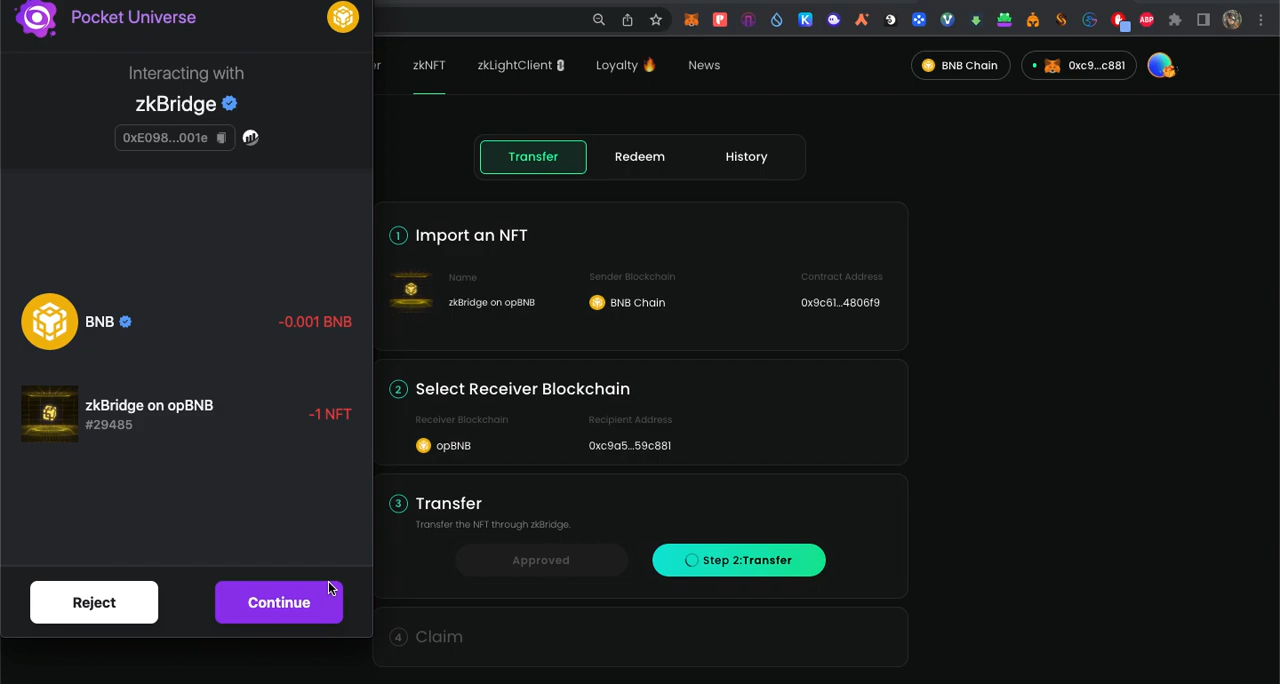 Pocket Universe
Interacting with
zkBridge
0xE098...001e
BNB
-0.001 BNB
zkBridge on opBNB
#29485
-1 NFT
Reject
Continue
ABP
zkNFT
zkLightClient
Loyalty
News
BNB Chain
0xc9...c881
Transfer
Redeem
History
1 Import an NFT
Name
Sender Blockchain
Contract Address
zkBridge on opBNB
BNB Chain
0x9c61...4806f9
2 Select Receiver Blockchain
Receiver Blockchain
Recipient Address
opBNB
0xc9a5...59c881
3 Transfer
Transfer the NFT through zkBridge.
Approved
Step 2:Transfer
4 Claim